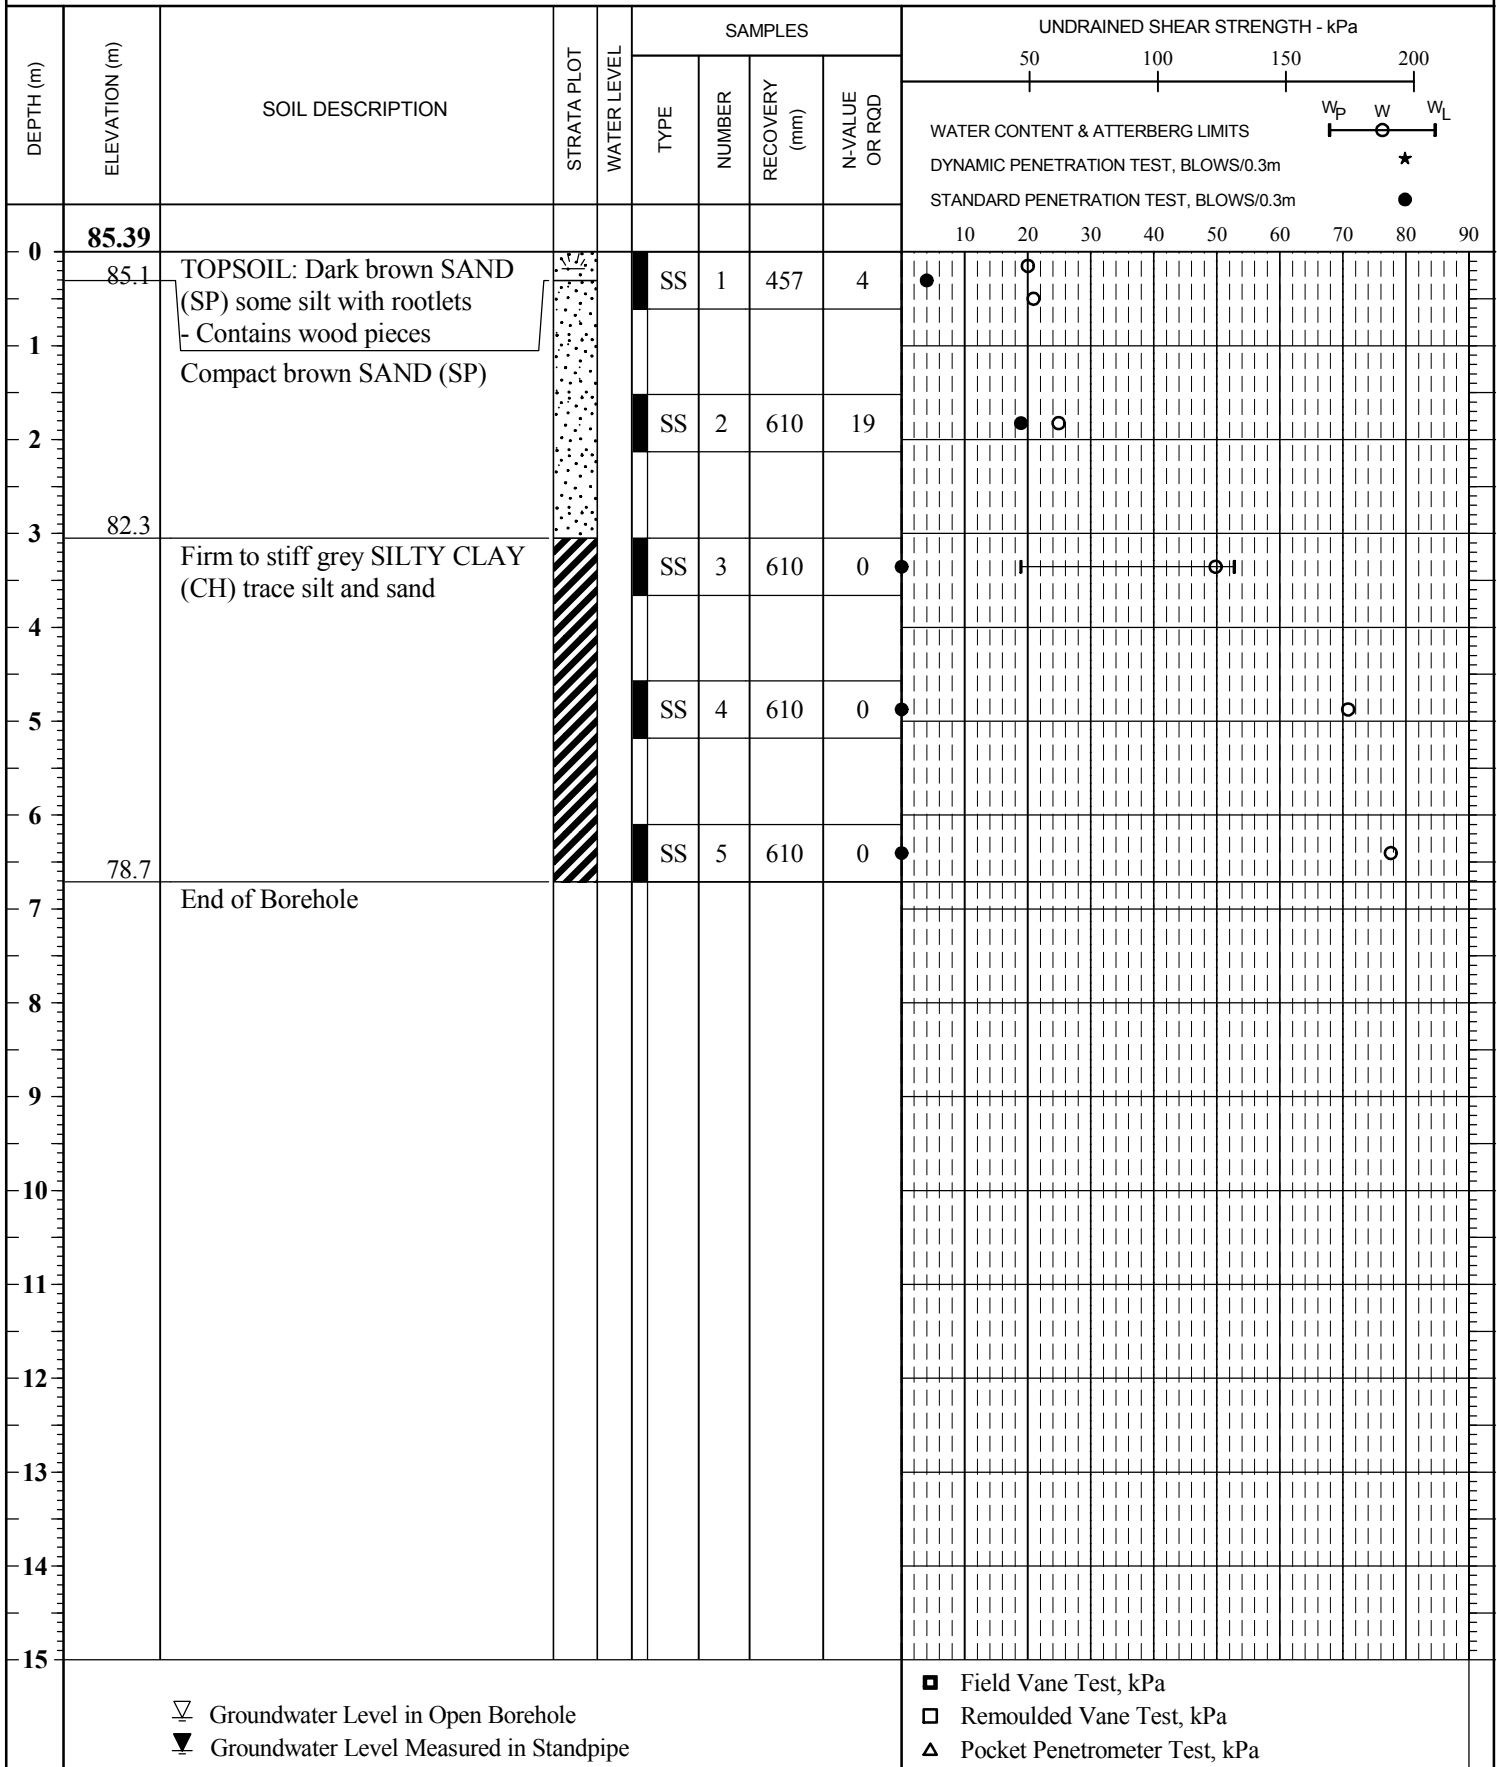 DEPTH (m)
ELEVATION (m)
SOIL DESCRIPTION
STRATA PLOT
WATER LEVEL
SAMPLES
TYPE
NUMBER
RECOVERY
(mm)
N-VALUE
OR RQD
UNDRAINED SHEAR STRENGTH - kPa
50 100 150 200
WP W WL
WATER CONTENT & ATTERBERG LIMITS
DYNAMIC PENETRATION TEST, BLOWS/0.3m ★
STANDARD PENETRATION TEST, BLOWS/0.3m ●
10 20 30 40 50 60 70 80 90
85.39
0
85.1
TOPSOIL: Dark brown SAND
(SP) some silt with rootlets
- Contains wood pieces
SS 1 457 4
1
Compact brown SAND (SP)
SS 2 610 19
2
82.3
3
Firm to stiff grey SILTY CLAY
(CH) trace silt and sand
SS 3 610 0
4
SS 4 610 0
5
6
SS 5 610 0
78.7
End of Borehole
7
8
9
10
11
12
13
14
15
Groundwater Level in Open Borehole
Groundwater Level Measured in Standpipe
Field Vane Test, kPa
Remoulded Vane Test, kPa
Pocket Penetrometer Test, kPa